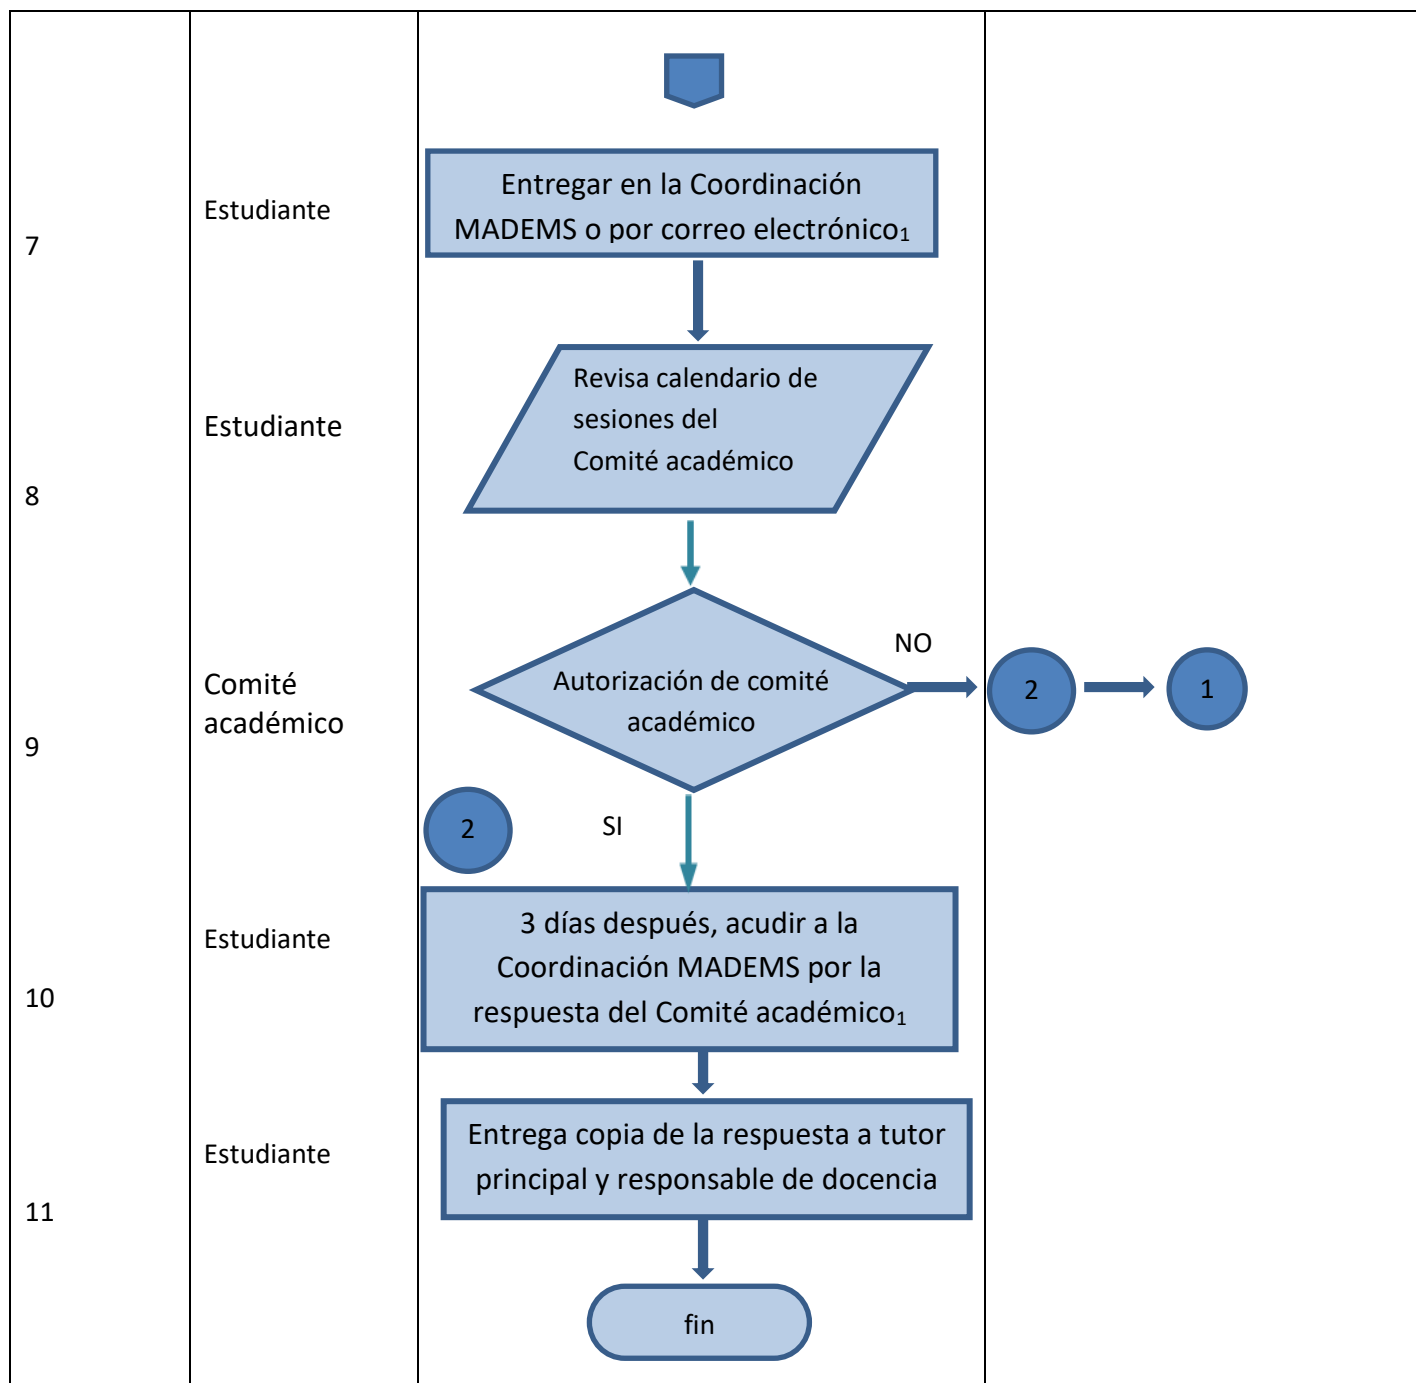 7
Estudiante
Entregar en la Coordinación
MADEMS o por correo electrónico₁
8
Estudiante
Revisa calendario de
sesiones del
Comité académico
9
Comité
académico
Autorización de comité
académico
NO
2
1
2
SI
10
Estudiante
3 días después, acudir a la
Coordinación MADEMS por la
respuesta del Comité académico₁
11
Estudiante
Entrega copia de la respuesta a tutor
principal y responsable de docencia
fin